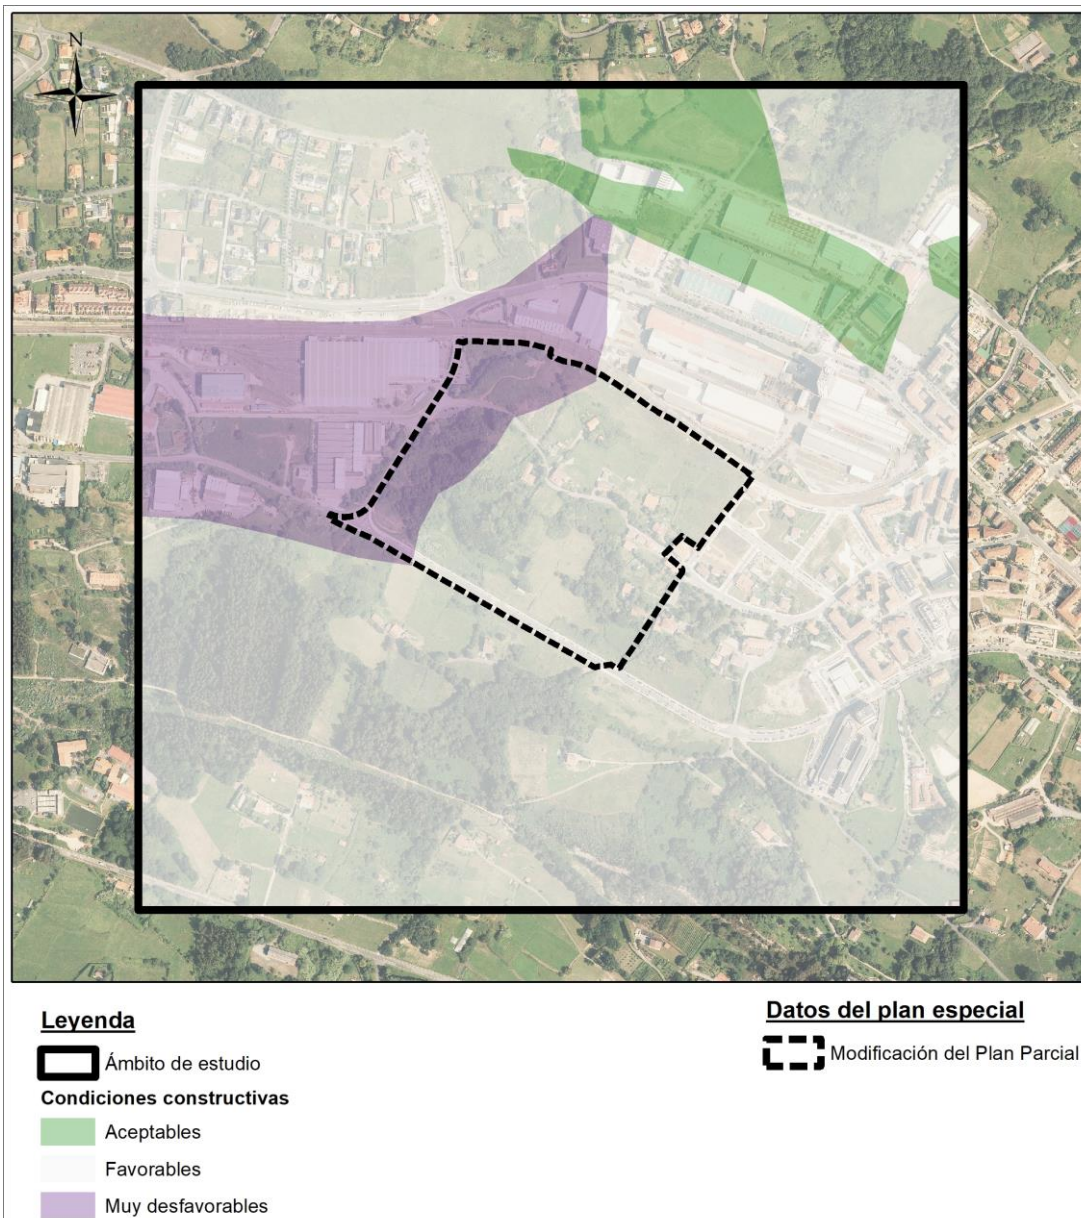 N
Leyenda
Ámbito de estudio
Condiciones constructivas
Aceptables
Favorables
Muy desfavorables
Datos del plan especial
Modificación del Plan Parcial